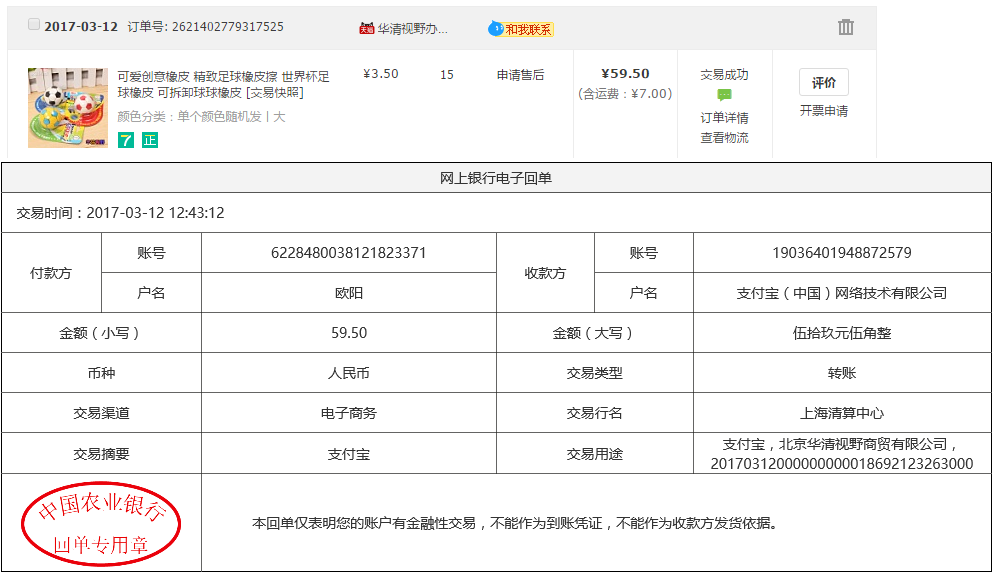 2017-03-12 订单号: 2621402779317525
天猫 华清视野办...
和我联系
可爱创意橡皮 精致足球橡皮擦 世界杯足
球橡皮 可拆卸球球橡皮 [交易快照]
颜色分类：单个颜色随机发丨大
7 正
¥3.50
15
申请售后
¥59.50
(含运费：¥7.00)
交易成功
订单详情
查看物流
评价
开票申请
网上银行电子回单
交易时间：2017-03-12 12:43:12
付款方
账号
6228480038121823371
收款方
账号
19036401948872579
户名
欧阳
户名
支付宝（中国）网络技术有限公司
金额（小写）
59.50
金额（大写）
伍拾玖元伍角整
币种
人民币
交易类型
转账
交易渠道
电子商务
交易行名
上海清算中心
交易摘要
支付宝
交易用途
支付宝，北京华清视野商贸有限公司，
20170312000000000018692123263000
中国农业银行
回单专用章
本回单仅表明您的账户有金融性交易，不能作为到账凭证，不能作为收款方发货依据。